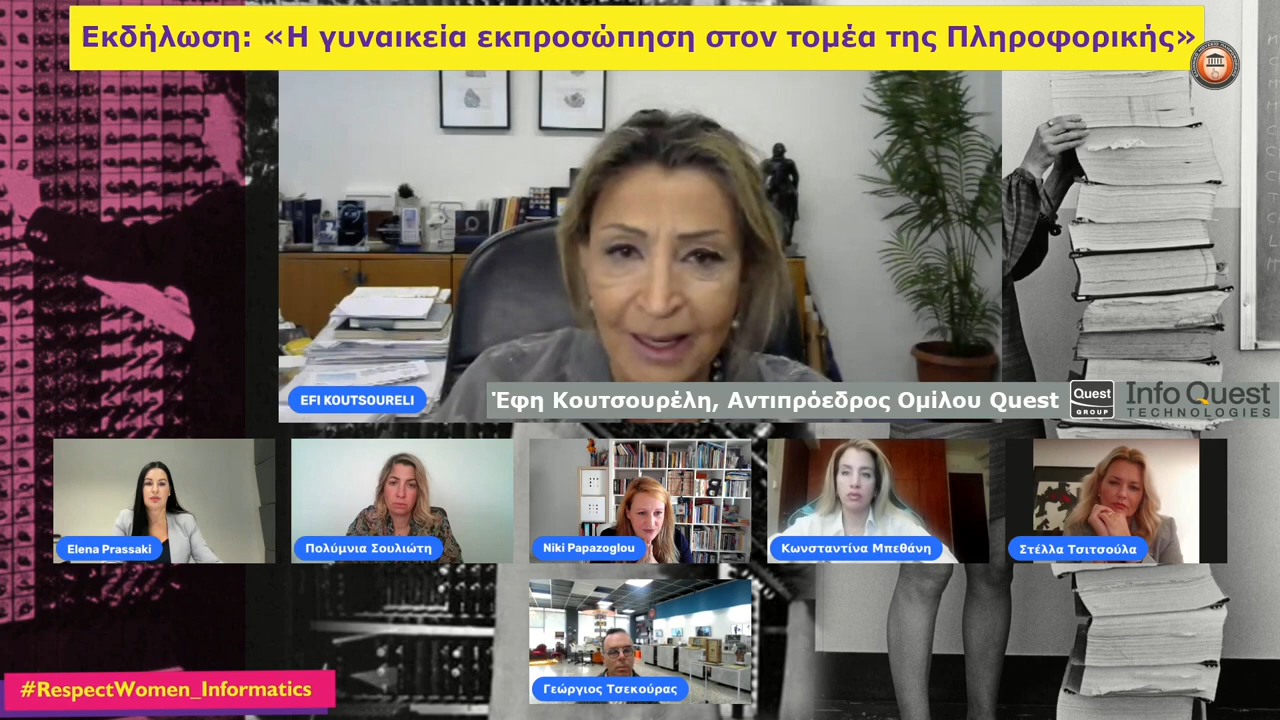 Εκδήλωση: «Η γυναικεία εκπροσώπηση στον τομέα της Πληροφορικής»
EFI KOUTSOURELI
Έφη Κουτσουρέλη, Αντιπρόεδρος Ομίλου Quest
Quest
GROUP
Info Quest
TECHNOLOGIES
Elena Prassaki
Πολύμνια Σουλιώτη
Niki Papazoglou
Κωνσταντίνα Μπεθάνη
Στέλλα Τσιτσούλα
Γεώργιος Τσεκούρας
#RespectWomen_Informatics